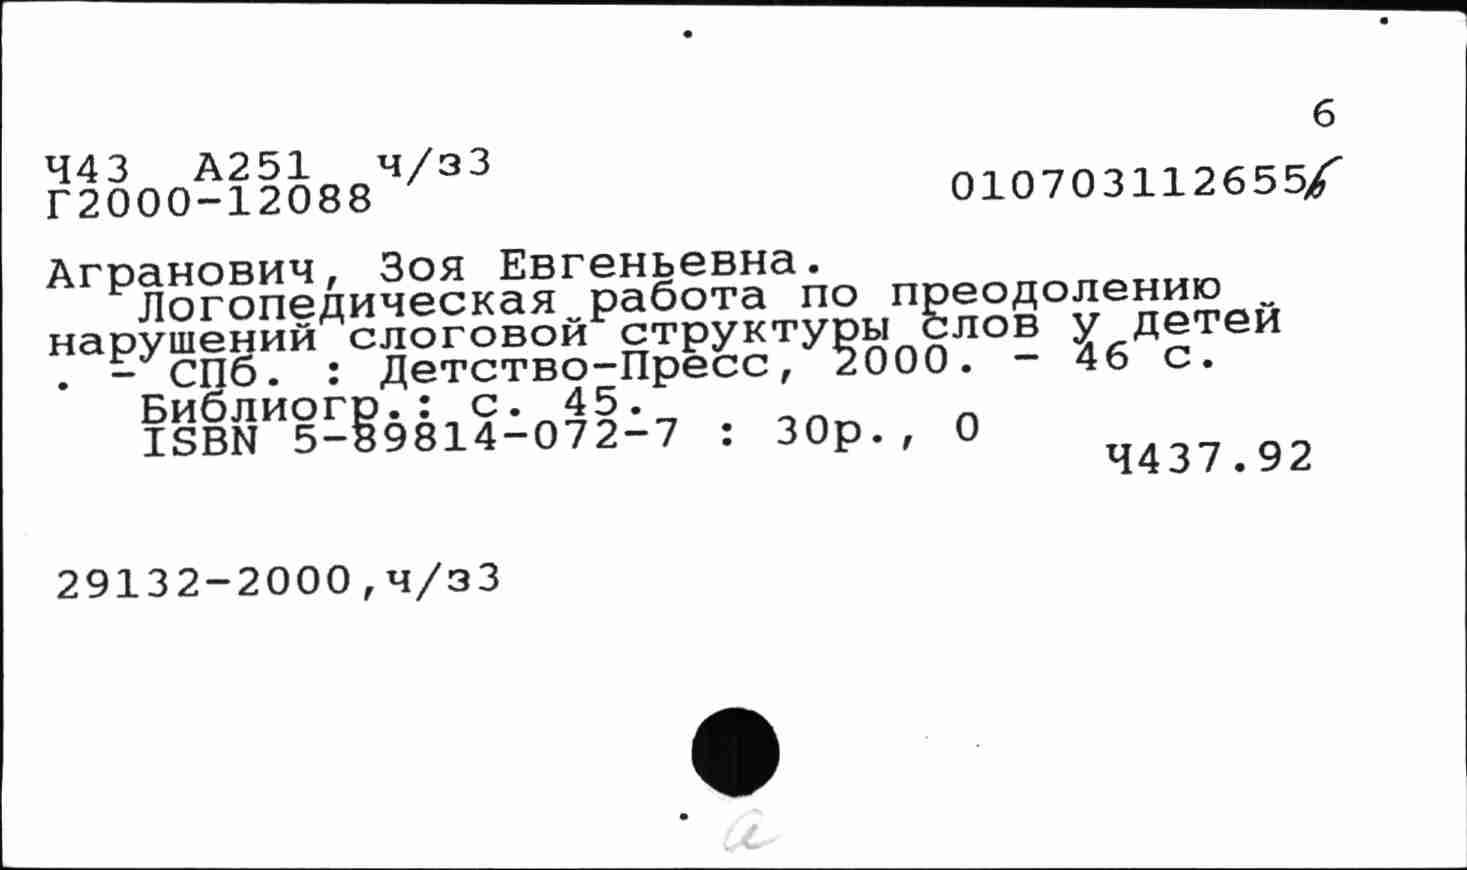 6
Ч43 А251 ч/з3
Г2000-12088
010703112655б
Агранович, Зоя Евгеньевна.
Логопедическая работа по преодолению
нарушений слоговой структуры слов у детей
. - СПб. : Детство-Пресс, 2000. - 46 с.
Библиогр.: с. 45.
ISBN 5-89814-072-7 : 30р., 0
Ч437.92
29132-2000,ч/з3
а